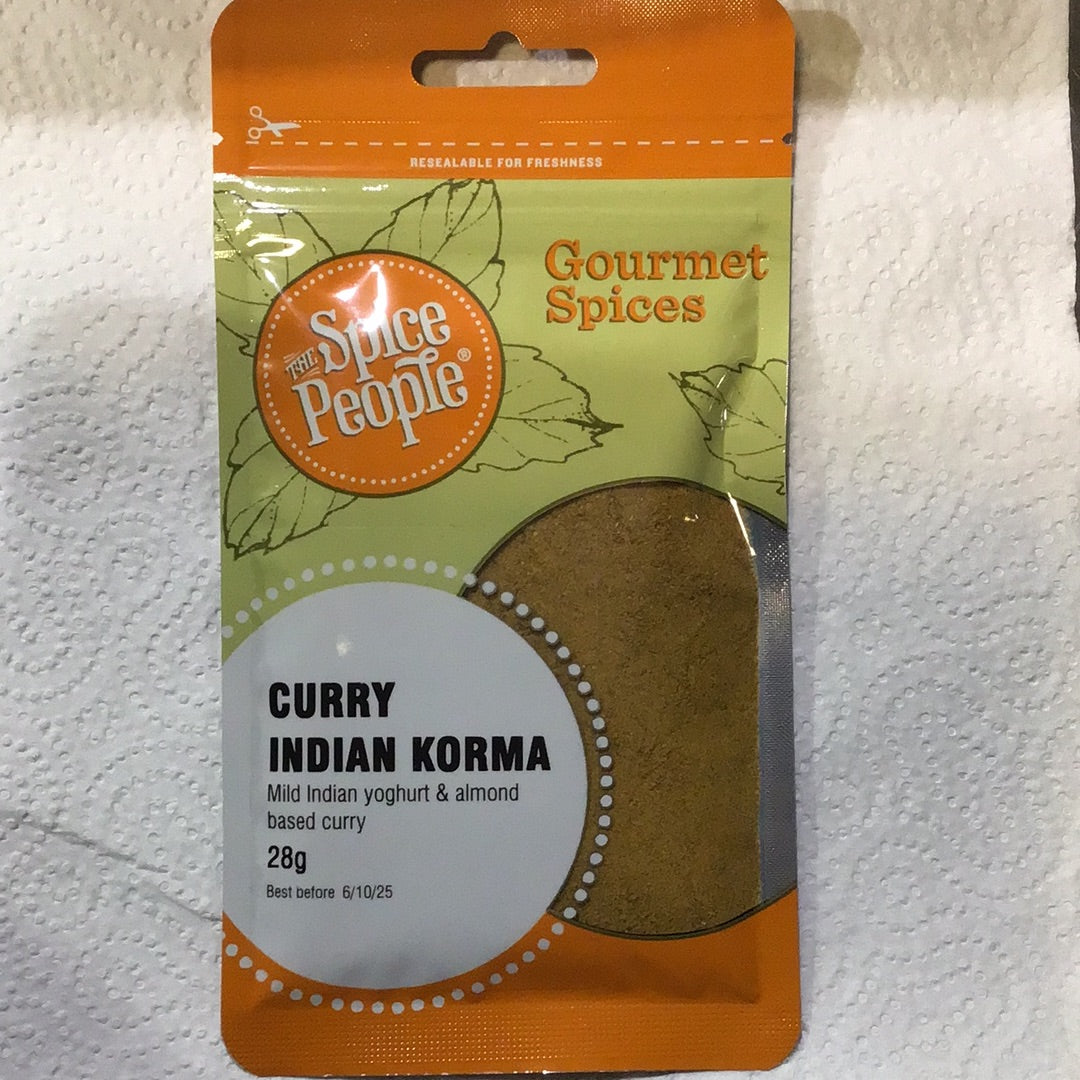 RESEALABLE FOR FRESHNESS
Gourmet
Spices
THE Spice
People®
CURRY
INDIAN KORMA
Mild Indian yoghurt & almond
based curry
28g
Best before 6/10/25